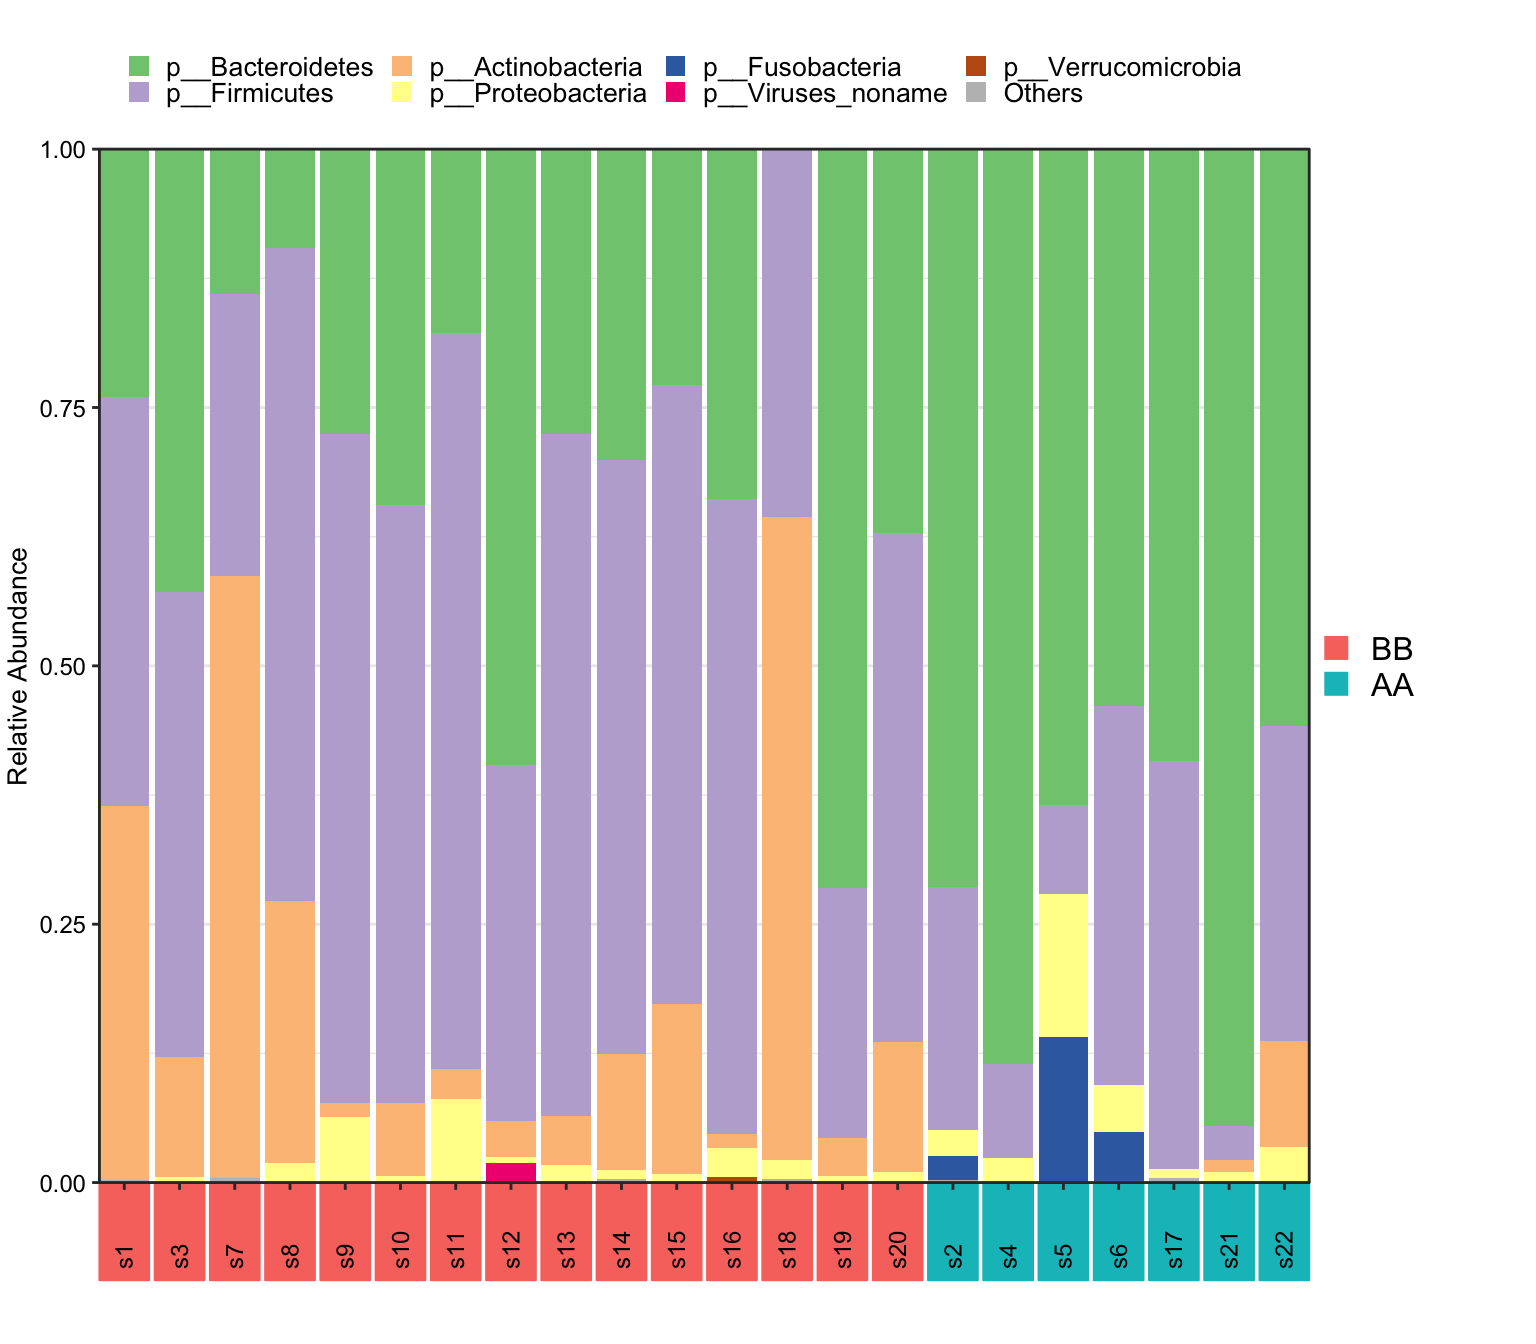 p__Bacteroidetes p__Actinobacteria p__Fusobacteria p__Verrucomicrobia
p__Firmicutes p__Proteobacteria p__Viruses_noname Others
1.00
0.75
0.50
0.25
0.00
Relative Abundance
BB
AA
s1 s3 s7 s8 s9 s10 s11 s12 s13 s14 s15 s16 s18 s19 s20 s2 s4 s5 s6 s17 s21 s22